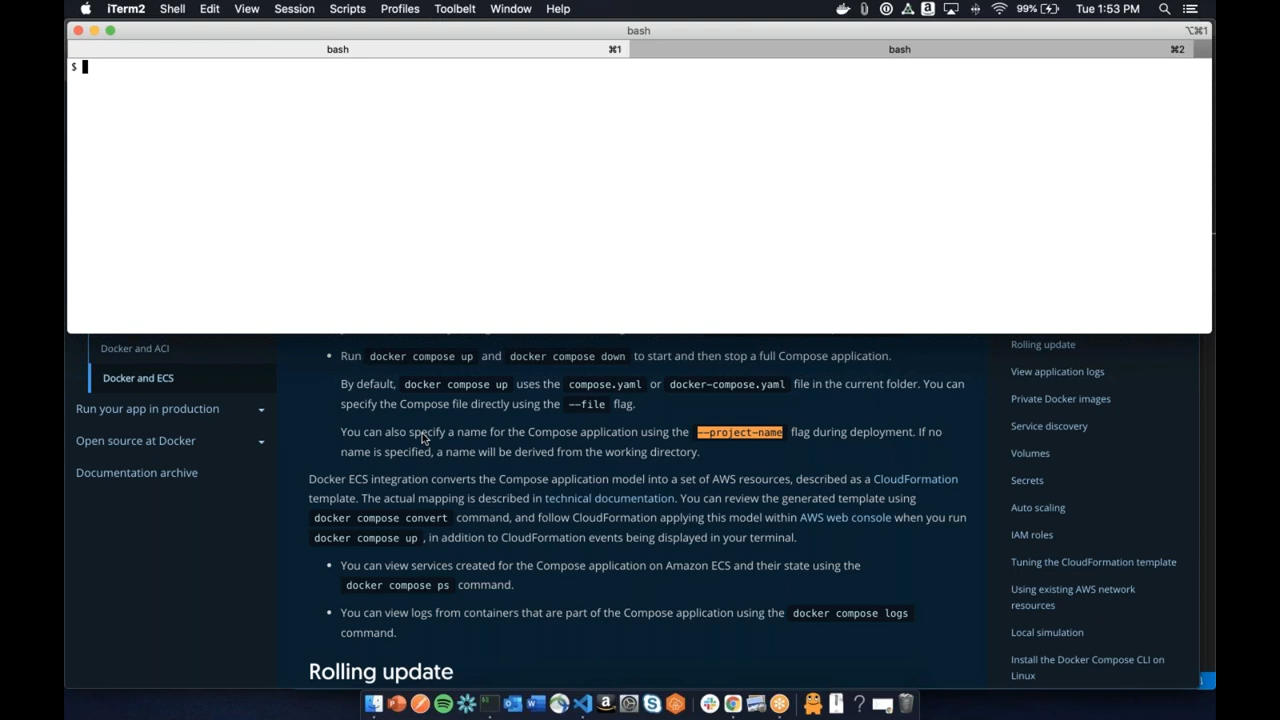 iTerm2 Shell Edit View Session Scripts Profiles Toolbelt Window Help 99% Tue 1:53 PM
bash ⌥⌘1
bash ⌘1 bash ⌘2
$
Docker and ACI
Docker and ECS
Run your app in production
Open source at Docker
Documentation archive
• Run docker compose up and docker compose down to start and then stop a full Compose application.
By default, docker compose up uses the compose.yaml or docker-compose.yaml file in the current folder. You can
specify the Compose file directly using the --file flag.
You can also specify a name for the Compose application using the --project-name flag during deployment. If no
name is specified, a name will be derived from the working directory.
Docker ECS integration converts the Compose application model into a set of AWS resources, described as a CloudFormation
template. The actual mapping is described in technical documentation. You can review the generated template using
docker compose convert command, and follow CloudFormation applying this model within AWS web console when you run
docker compose up , in addition to CloudFormation events being displayed in your terminal.
• You can view services created for the Compose application on Amazon ECS and their state using the
docker compose ps command.
• You can view logs from containers that are part of the Compose application using the docker compose logs
command.
Rolling update
Rolling update
View application logs
Private Docker images
Service discovery
Volumes
Secrets
Auto scaling
IAM roles
Tuning the CloudFormation template
Using existing AWS network
resources
Local simulation
Install the Docker Compose CLI on
Linux